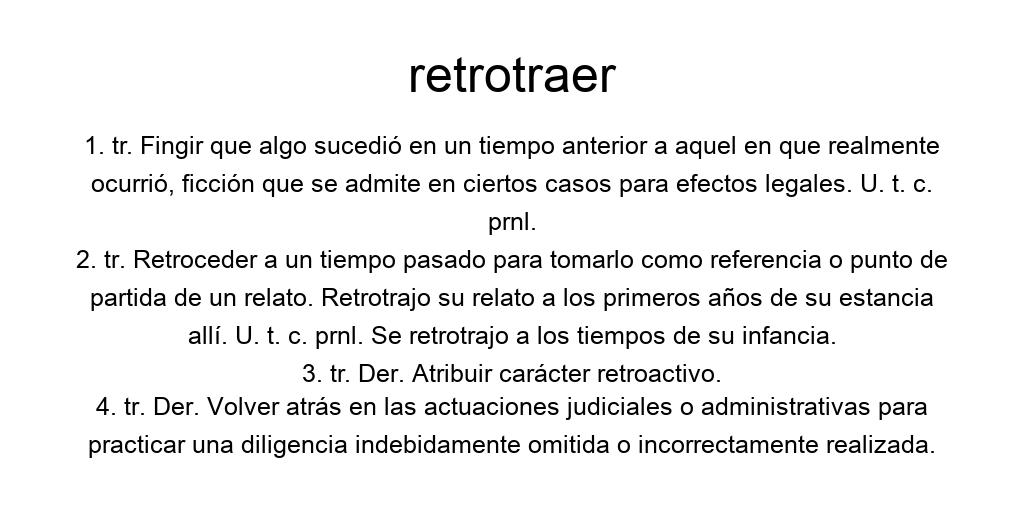 retrotraer
1. tr. Fingir que algo sucedió en un tiempo anterior a aquel en que realmente
ocurrió, ficción que se admite en ciertos casos para efectos legales. U. t. c.
prnl.
2. tr. Retroceder a un tiempo pasado para tomarlo como referencia o punto de
partida de un relato. Retrotrajo su relato a los primeros años de su estancia
allí. U. t. c. prnl. Se retrotrajo a los tiempos de su infancia.
3. tr. Der. Atribuir carácter retroactivo.
4. tr. Der. Volver atrás en las actuaciones judiciales o administrativas para
practicar una diligencia indebidamente omitida o incorrectamente realizada.